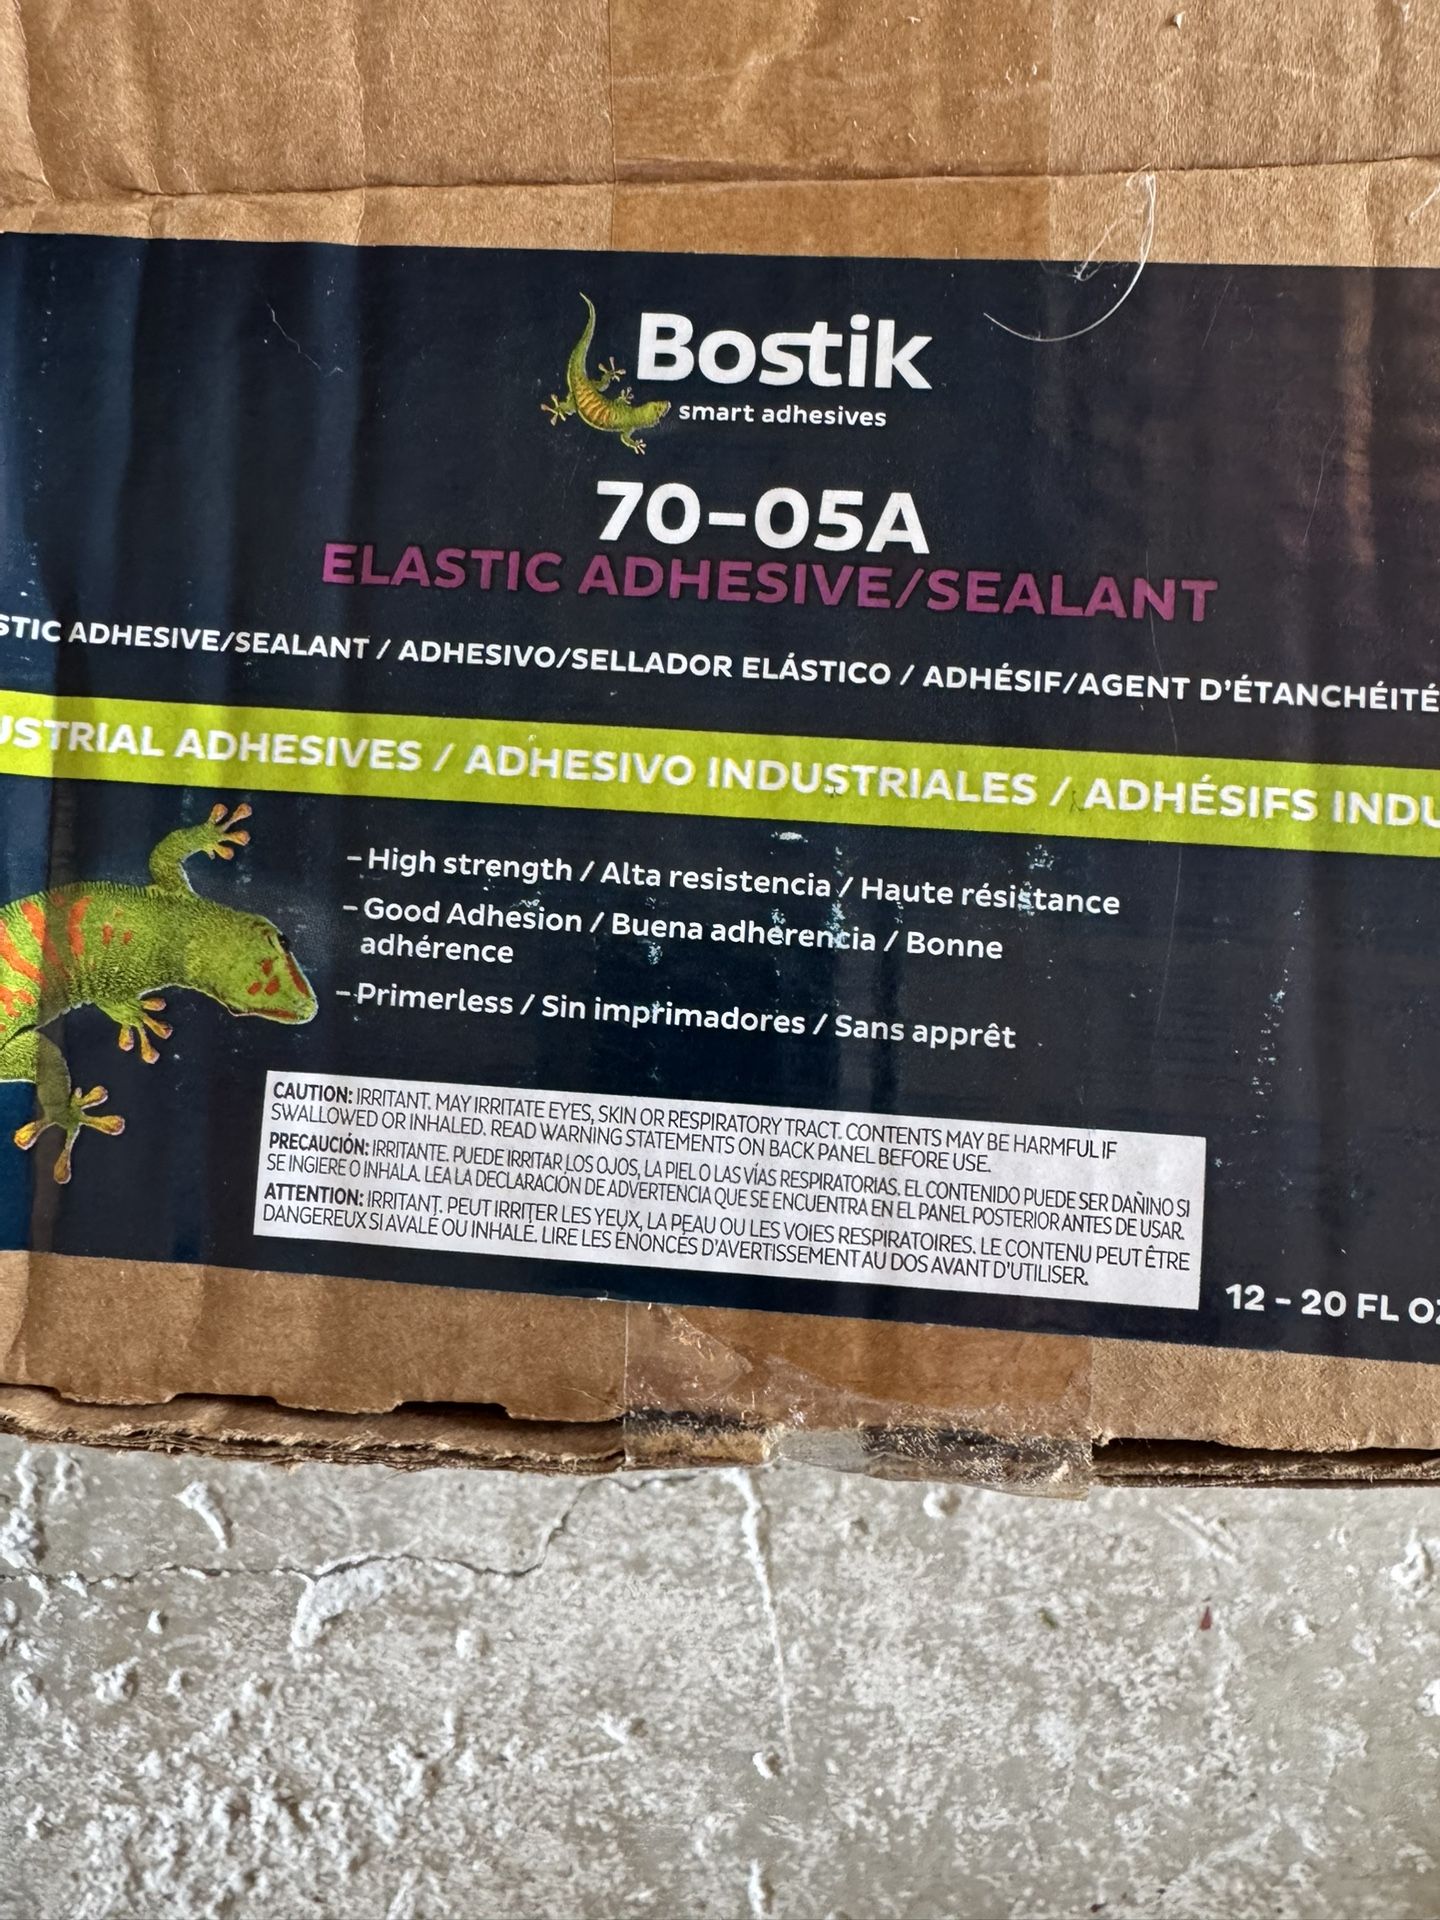 Bostik
smart adhesives
70-05A
ELASTIC ADHESIVE/SEALANT
STIC ADHESIVE/SEALANT / ADHESIVO/SELLADOR ELÁSTICO / ADHÉSIF/AGENT D'ÉTANCHÉITÉ
USTRIAL ADHESIVES / ADHESIVO INDUSTRIALES / ADHÉSIFS INDU
– High strength / Alta resistencia / Haute résistance
– Good Adhesion / Buena adherencia / Bonne
adhérence
– Primerless / Sin imprimadores / Sans apprêt
CAUTION: IRRITANT. MAY IRRITATE EYES, SKIN OR RESPIRATORY TRACT. CONTENTS MAY BE HARMFUL IF
SWALLOWED OR INHALED. READ WARNING STATEMENTS ON BACK PANEL BEFORE USE.
PRECAUCIÓN: IRRITANTE. PUEDE IRRITAR LOS OJOS, LA PIEL O LAS VÍAS RESPIRATORIAS. EL CONTENIDO PUEDE SER DAÑINO SI
SE INGIERE O INHALA. LEA LA DECLARACIÓN DE ADVERTENCIA QUE SE ENCUENTRA EN EL PANEL POSTERIOR ANTES DE USAR.
ATTENTION: IRRITANT. PEUT IRRITER LES YEUX, LA PEAU OU LES VOIES RESPIRATOIRES. LE CONTENU PEUT ÊTRE
DANGEREUX SI AVALÉ OU INHALÉ. LIRE LES ÉNONCÉS D'AVERTISSEMENT AU DOS AVANT D'UTILISER.
12 – 20 FL OZ